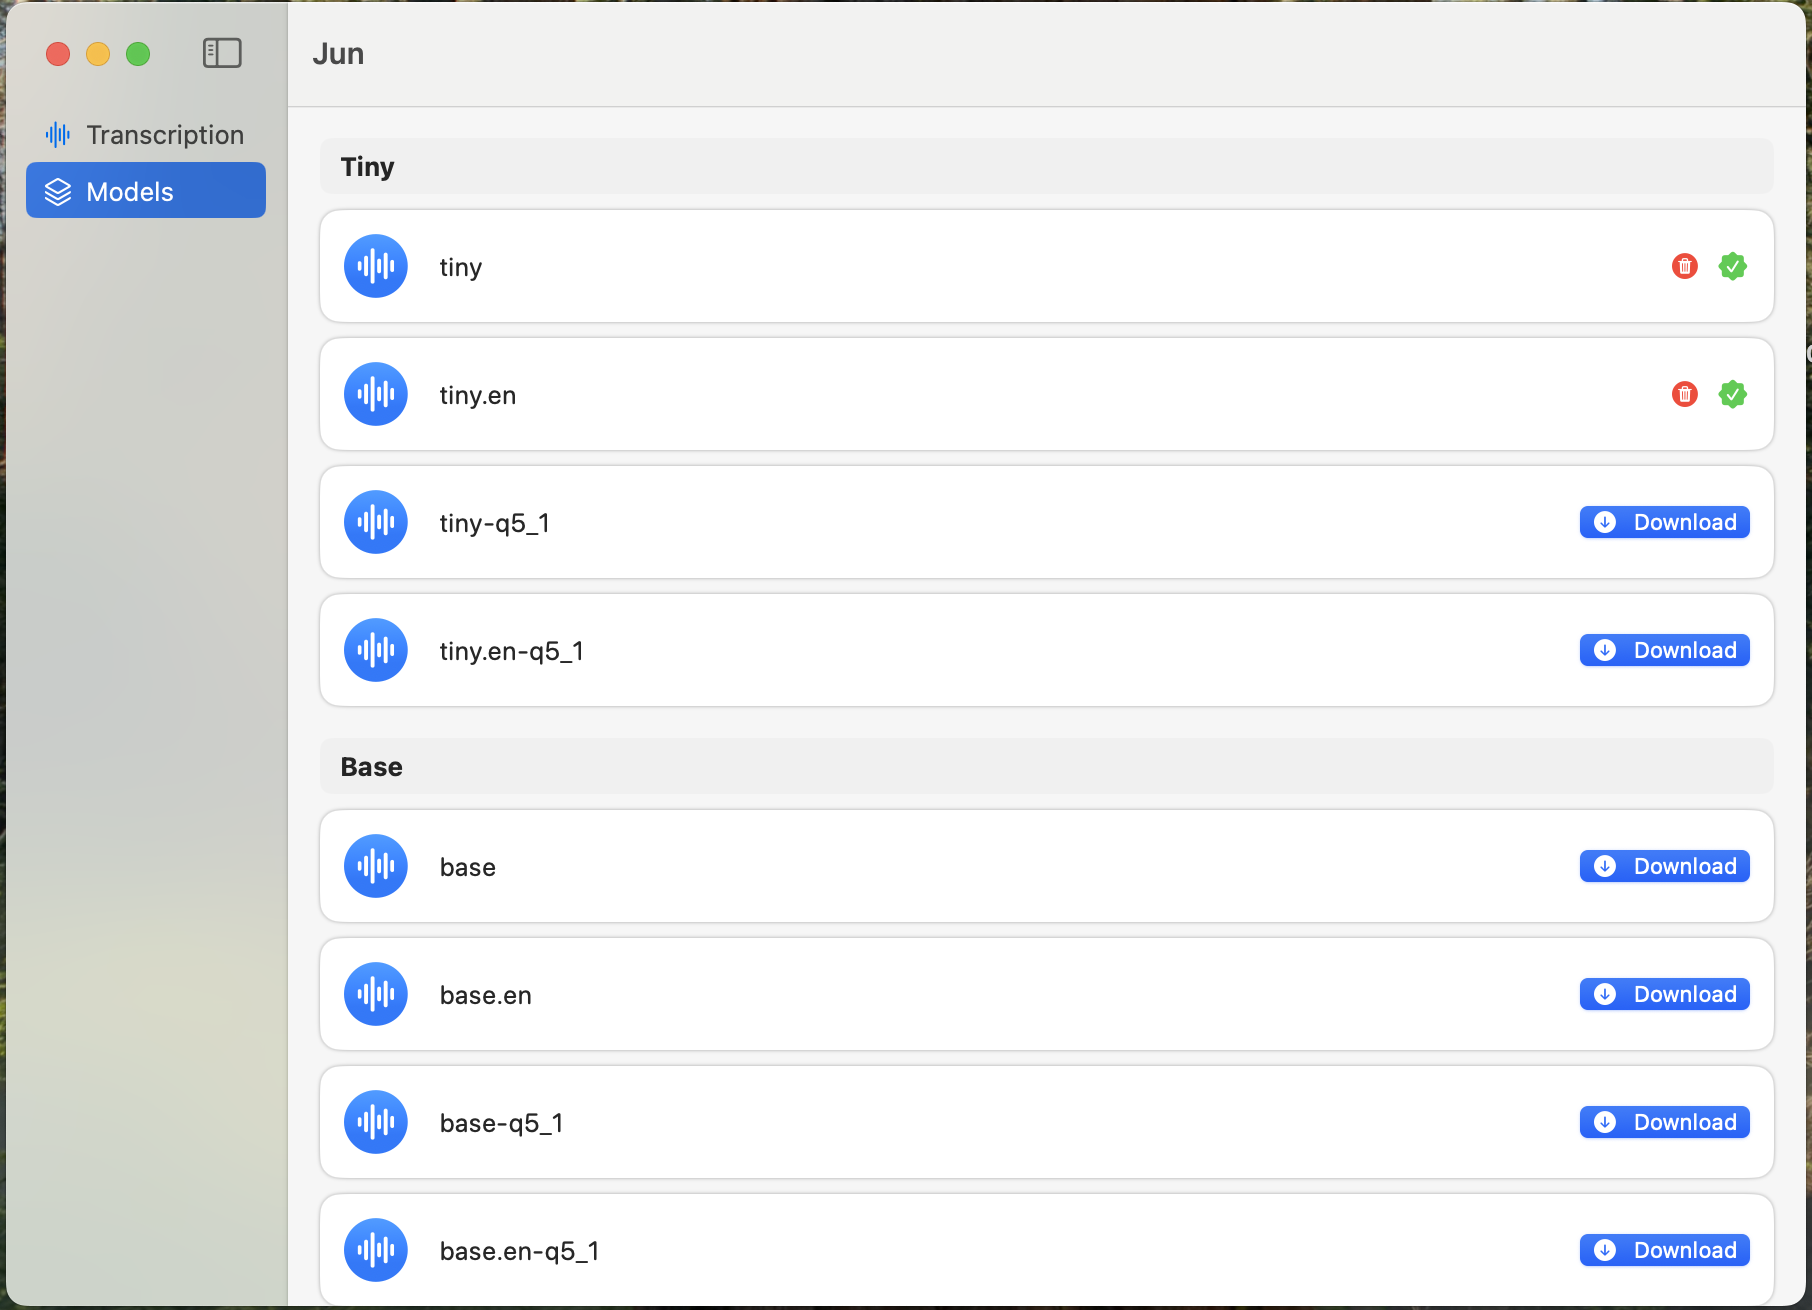 Jun
Transcription
Models
Tiny
tiny
tiny.en
tiny-q5_1
Download
tiny.en-q5_1
Download
Base
base
Download
base.en
Download
base-q5_1
Download
base.en-q5_1
Download